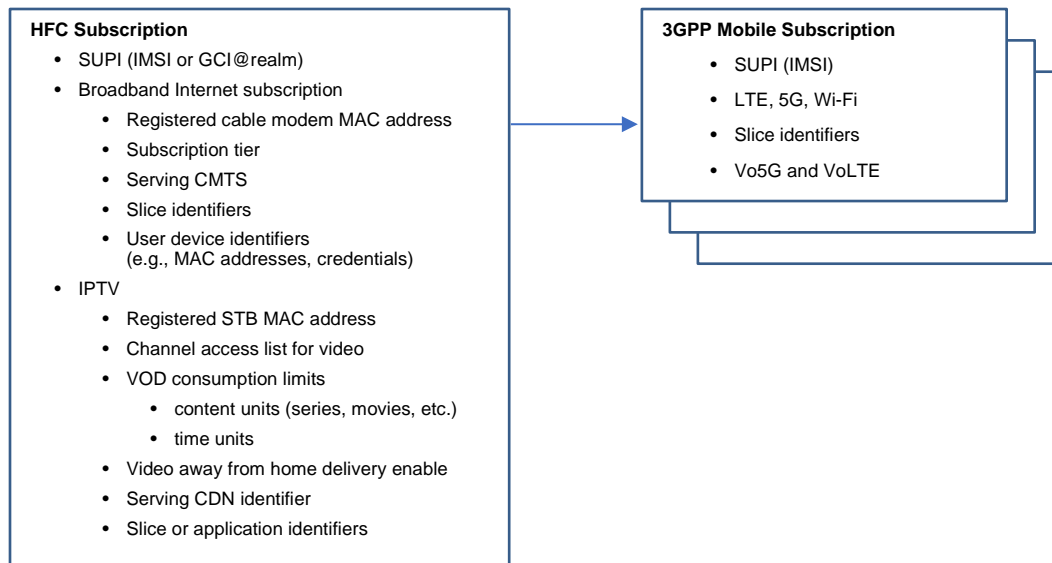 HFC Subscription
• SUPI (IMSI or GCI@realm)
• Broadband Internet subscription
• Registered cable modem MAC address
• Subscription tier
• Serving CMTS
• Slice identifiers
• User device identifiers
(e.g., MAC addresses, credentials)
• IPTV
• Registered STB MAC address
• Channel access list for video
• VOD consumption limits
• content units (series, movies, etc.)
• time units
• Video away from home delivery enable
• Serving CDN identifier
• Slice or application identifiers
3GPP Mobile Subscription
• SUPI (IMSI)
• LTE, 5G, Wi-Fi
• Slice identifiers
• Vo5G and VoLTE